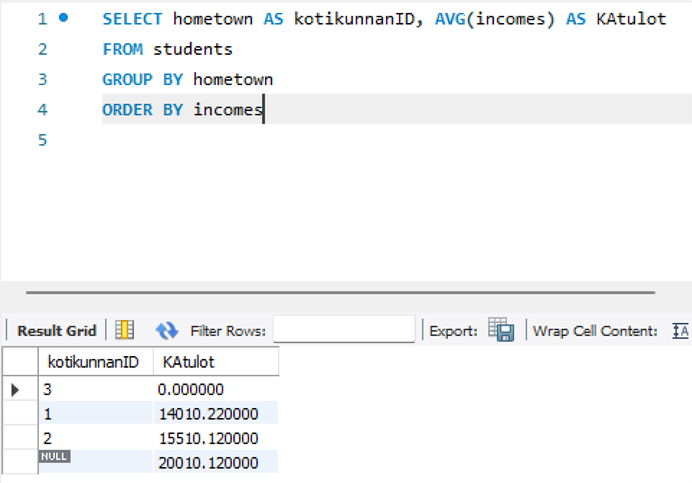 1 SELECT hometown AS kotikunnanID, AVG(incomes) AS KAtulot
2 FROM students
3 GROUP BY hometown
4 ORDER BY incomes
5
Result Grid Filter Rows: Export: Wrap Cell Content: IA
kotikunnanID KAtulot
3 0.000000
1 14010.220000
2 15510.120000
NULL 20010.120000